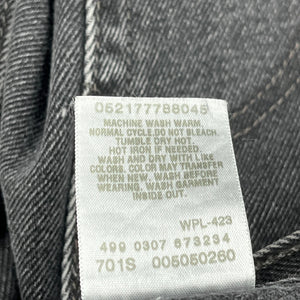 052177788045
MACHINE WASH WARM.
NORMAL CYCLE.DO NOT BLEACH.
TUMBLE DRY HOT.
HOT IRON IF NEEDED.
WASH AND DRY WITH LIKE
COLORS. COLOR MAY TRANSFER
WHEN NEW. WASH BEFORE
WEARING. WASH GARMENT
INSIDE OUT.
WPL-423
499 0307 673234
701S 005050260